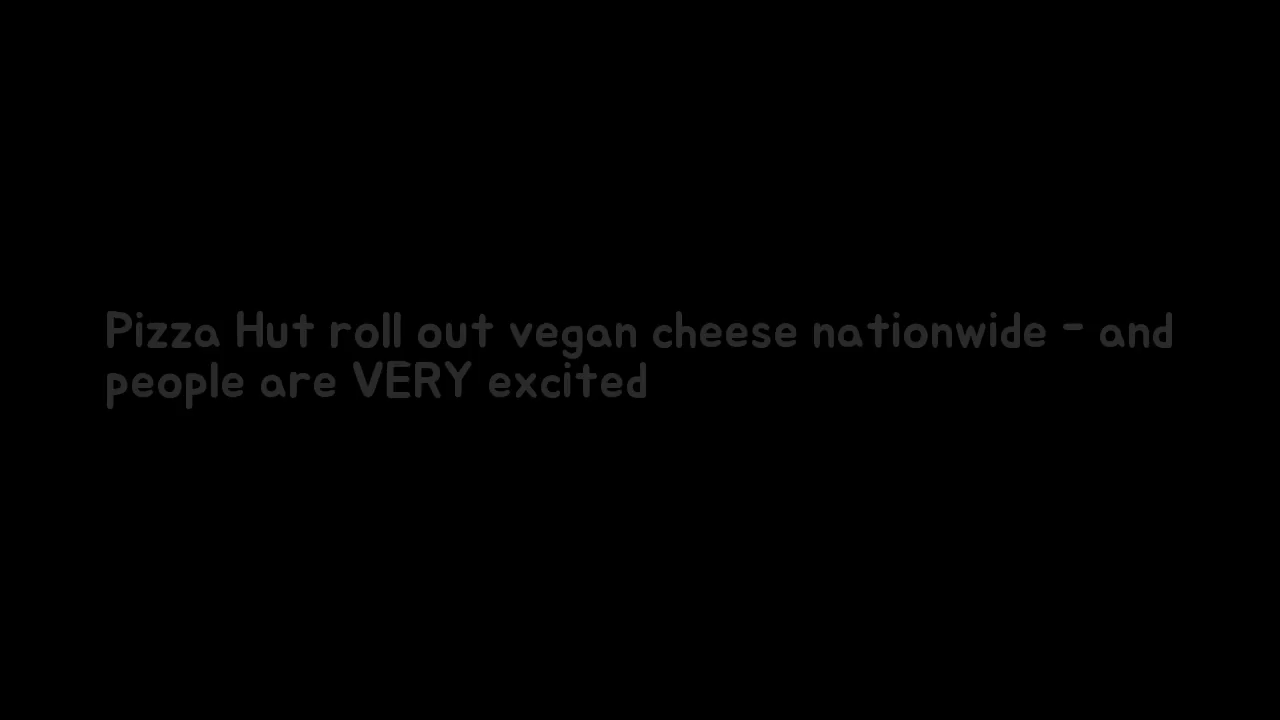 Pizza Hut roll out vegan cheese nationwide - and
people are VERY excited